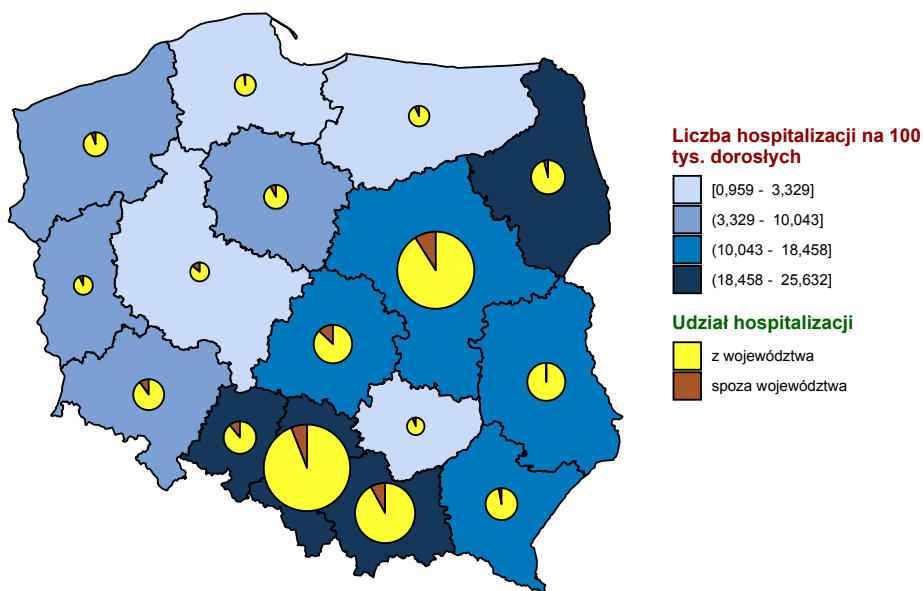 Liczba hospitalizacji na 100
tys. dorosłych
[0,959 - 3,329]
(3,329 - 10,043]
(10,043 - 18,458]
(18,458 - 25,632]
Udział hospitalizacji
z województwa
spoza województwa